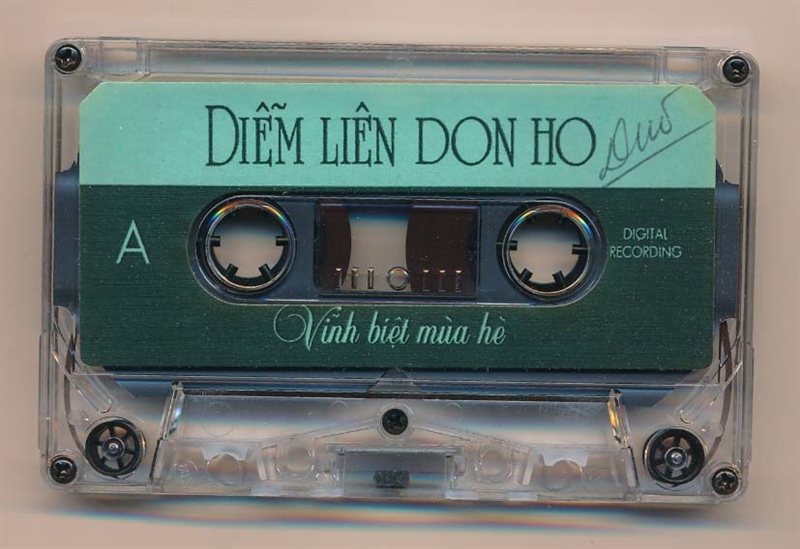 DIỄM LIÊN DON HO
A
DIGITAL
RECORDING
Vĩnh biệt mùa hè